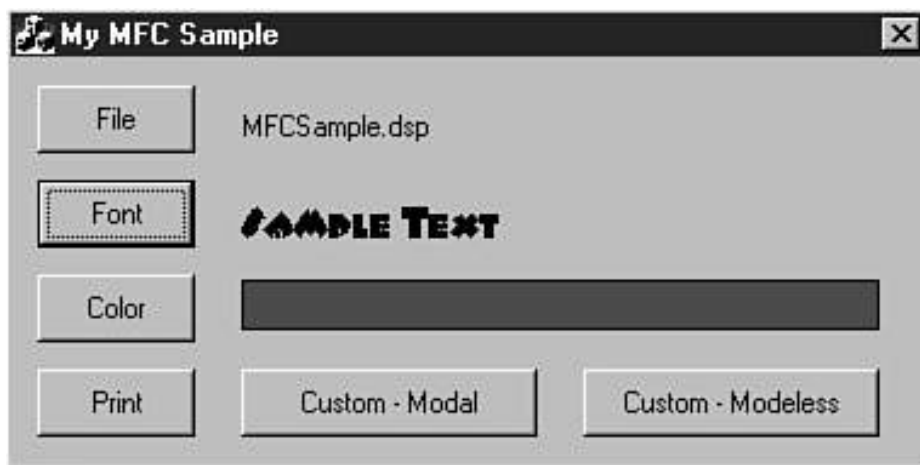 My MFC Sample
File
MFCSample.dsp
Font
SAMPLE TEXT
Color
Print
Custom - Modal
Custom - Modeless